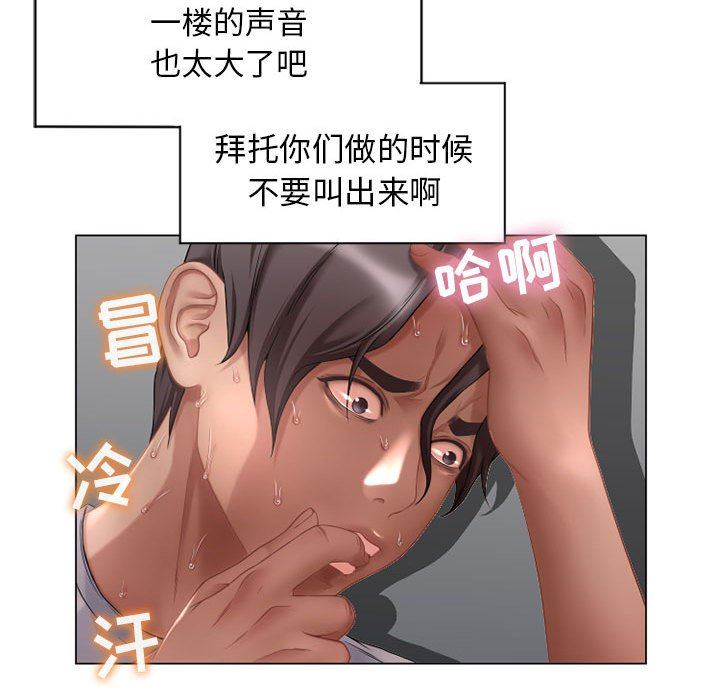 一楼的声音
也太大了吧
拜托你们做的时候
不要叫出来啊
哈啊
冒
冷
汗